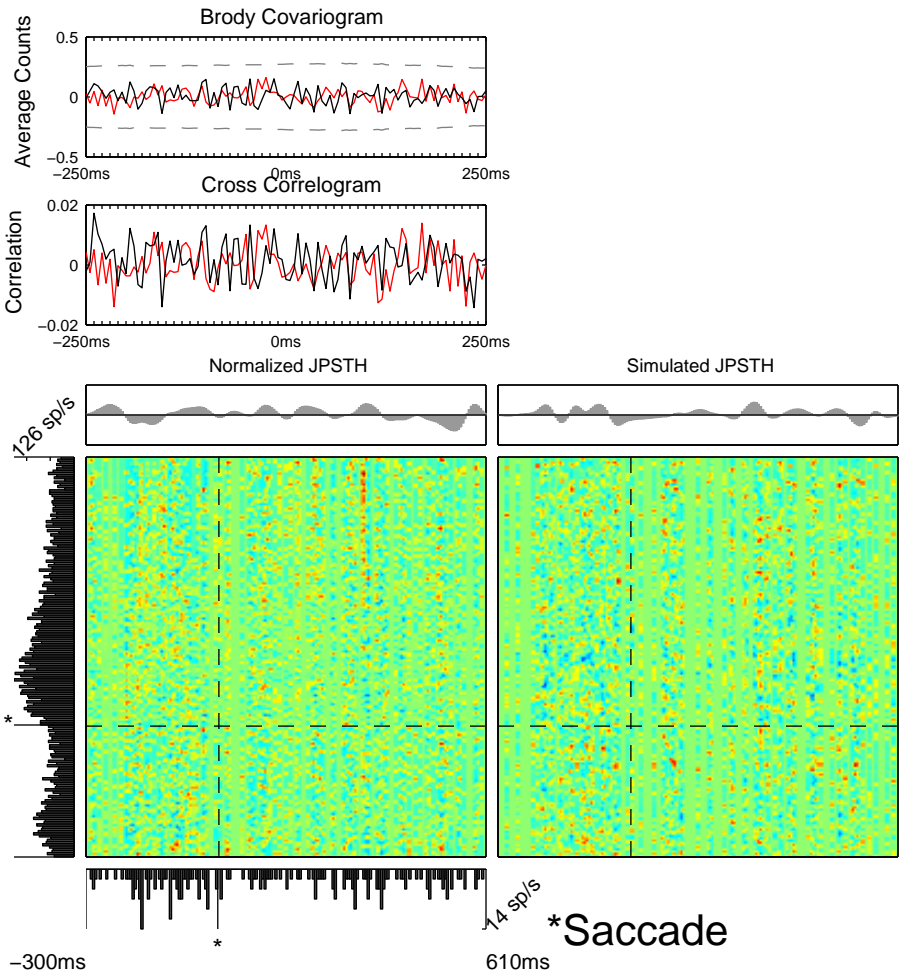 Brody Covariogram
Average Counts
0.5
0
−0.5
−250ms
0ms
250ms
Cross Correlogram
Correlation
0.02
0
−0.02
−250ms
0ms
250ms
Normalized JPSTH
Simulated JPSTH
126 sp/s
*
14 sp/s
*
*Saccade
−300ms
610ms